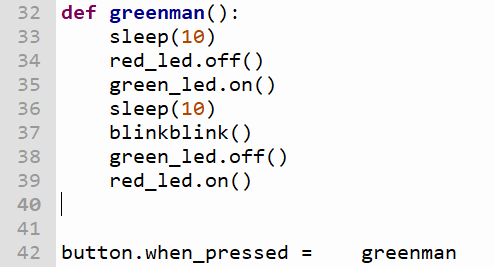 32 def greenman():
33     sleep(10)
34     red_led.off()
35     green_led.on()
36     sleep(10)
37     blinkblink()
38     green_led.off()
39     red_led.on()
40
41
42 button.when_pressed =    greenman